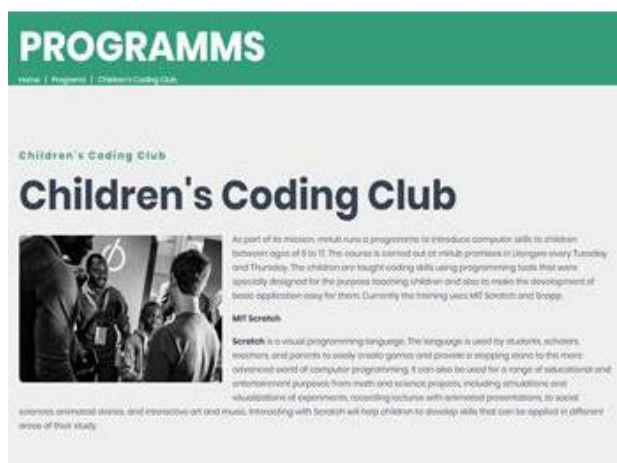 PROGRAMMS
Home | Programs | Children's Coding Club
Children's Coding Club
Children's Coding Club
As part of its mission, mHub runs a programme to introduce computer skills to children
between ages of 6 to 17. The course is carried out at mHub premises in Lilongwe every Tuesday
and Thursday. The children are taught coding skills using programming tools that were
specially designed for the purpose teaching children and also to make the development of
basic application easy for them. Currently the training uses MIT Scratch and Snapp.
MIT Scratch
Scratch is a visual programming language. The language is used by students, scholars,
teachers, and parents to easily create games and provide a stepping stone to the more
advanced world of computer programming. It can also be used for a range of educational and
entertainment purposes from math and science projects, including simulations and
visualizations of experiments, recording lectures with animated presentations, to social
sciences animated stories, and interactive art and music. Interacting with Scratch will help children to develop skills that can be applied in different
areas of their study.